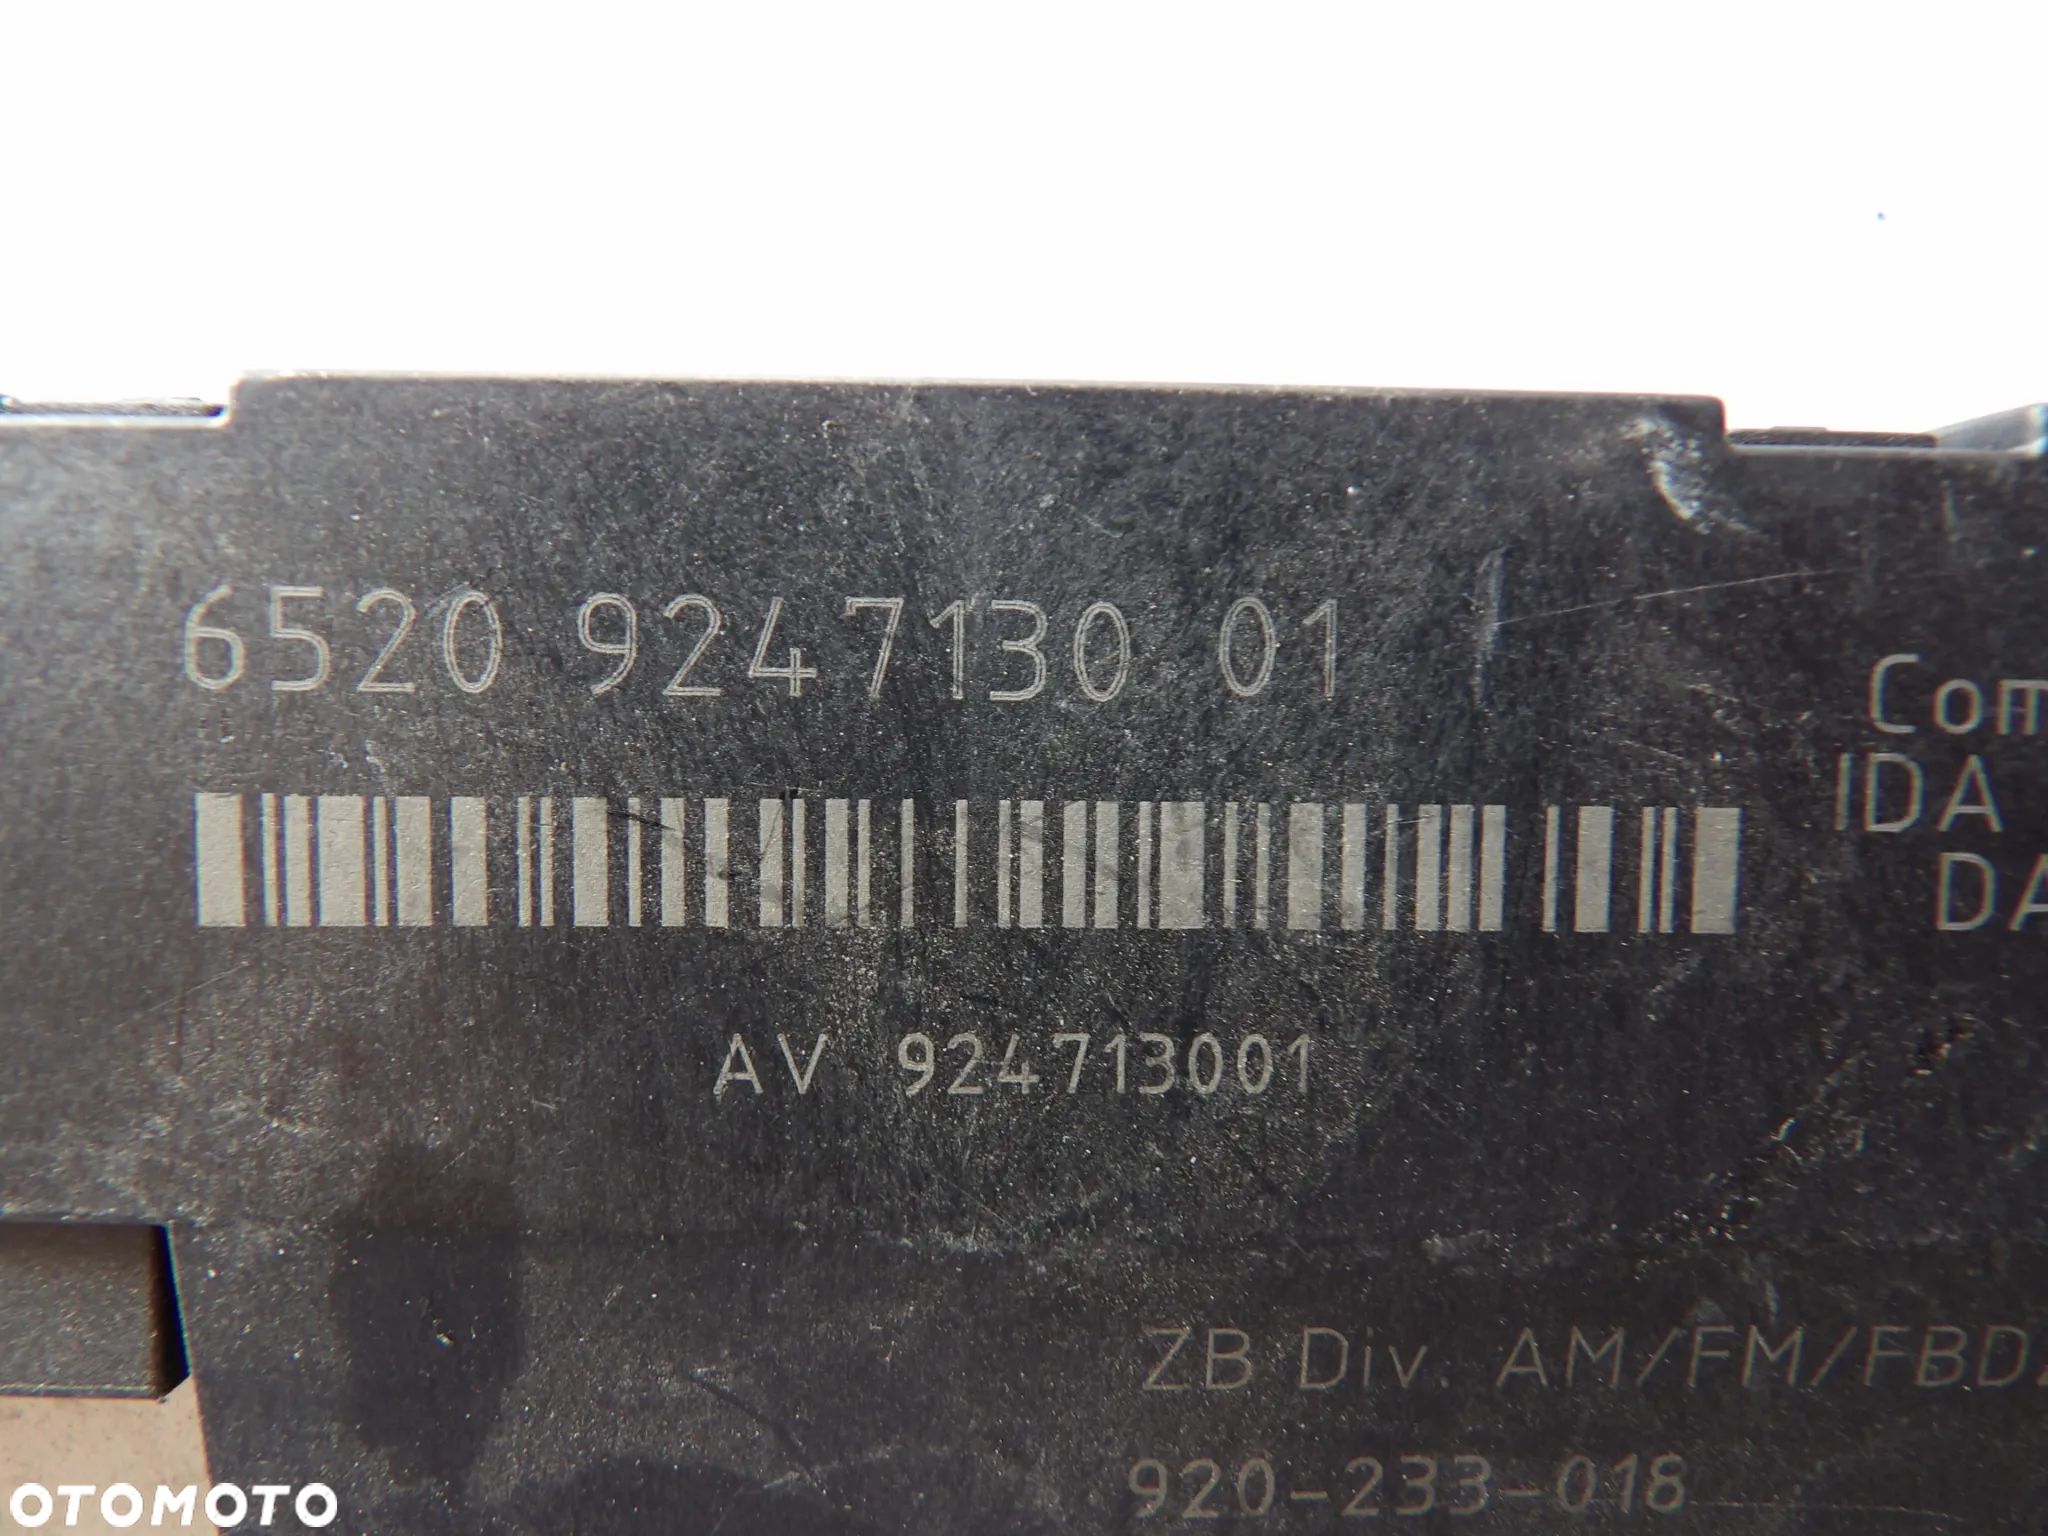 6520 9247130 01
Com
IDA
DA
AV 924713001
ZB Div. AM/FM/FBD
920-233-018
OTOMOTO